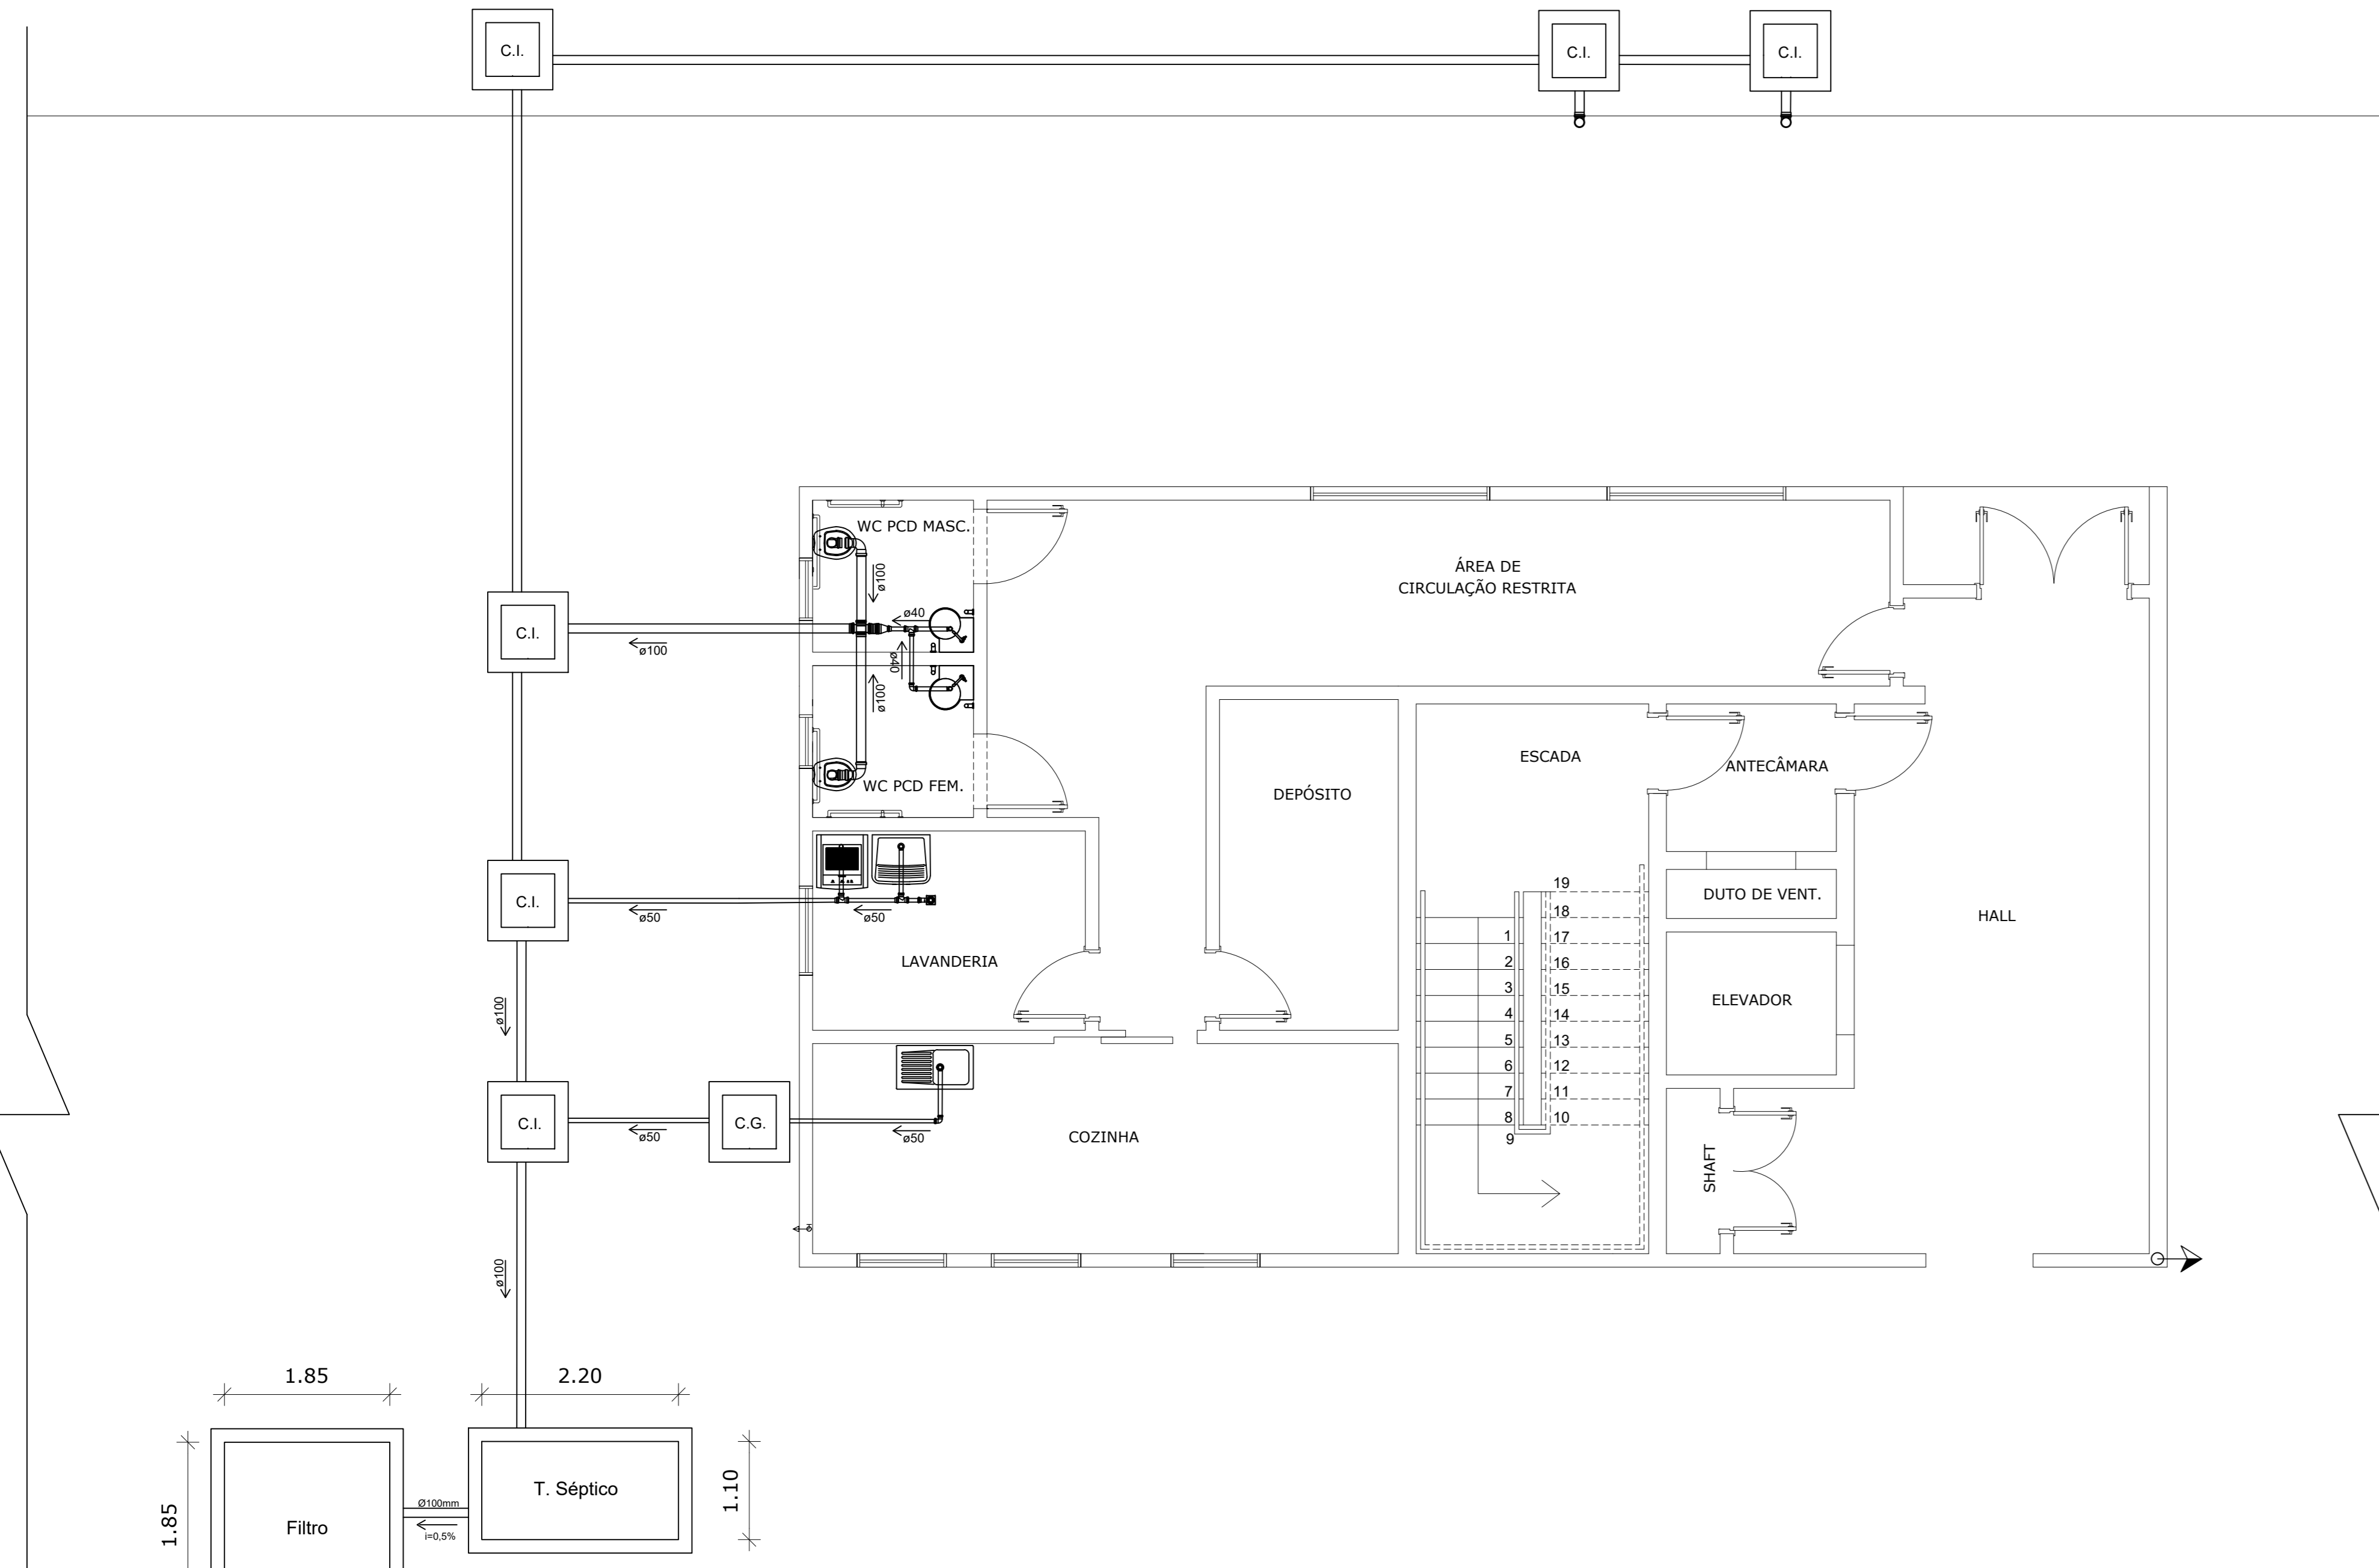 C.I.
C.I.
C.I.
WC PCD MASC.
ø100
ÁREA DE
CIRCULAÇÃO RESTRITA
ø40
C.I.
ø100
ø40
ø100
ESCADA
ANTECÂMARA
WC PCD FEM.
DEPÓSITO
19
DUTO DE VENT.
C.I.
18
HALL
ø50
ø50
1
17
LAVANDERIA
2
16
3
15
ELEVADOR
ø100
4
14
5
13
6
12
7
11
C.I.
C.G.
8
10
ø50
ø50
COZINHA
9
SHAFT
ø100
1.85
2.20
T. Séptico
1.10
Ø100mm
1.85
Filtro
i=0,5%